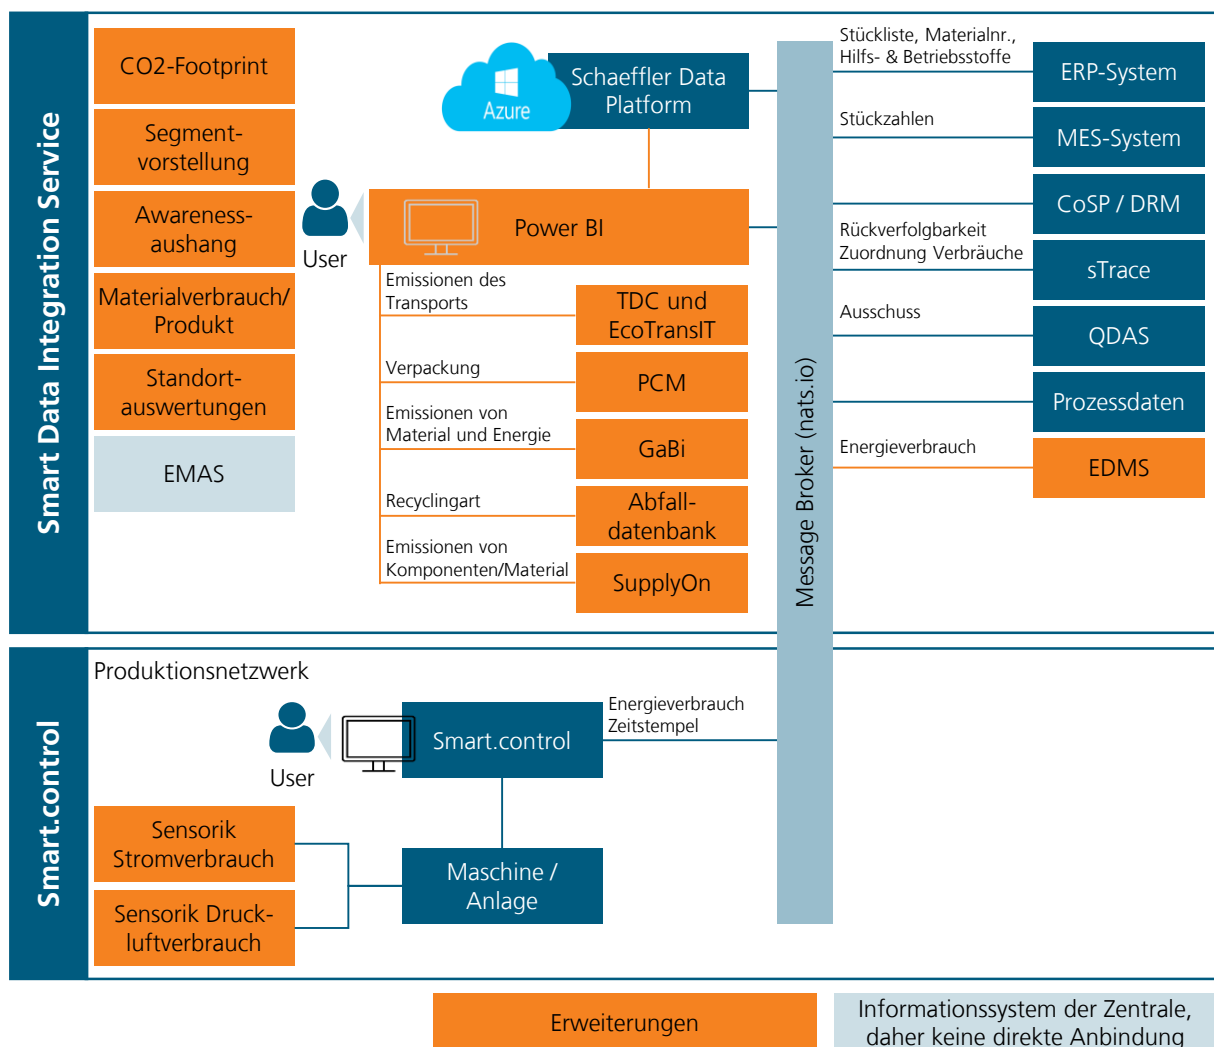 Smart Data Integration Service
CO2-Footprint
Segment-
vorstellung
Awareness-
aushang
Materialverbrauch/
Produkt
Standort-
auswertungen
EMAS
User
Azure
Schaeffler Data
Platform
Power BI
Emissionen des
Transports
TDC und
EcoTransIT
Verpackung
PCM
Emissionen von
Material und Energie
GaBi
Recyclingart
Abfall-
datenbank
Emissionen von
Komponenten/Material
SupplyOn
Message Broker (nats.io)
Stückliste, Materialnr.,
Hilfs- & Betriebsstoffe
ERP-System
Stückzahlen
MES-System
CoSP / DRM
Rückverfolgbarkeit
Zuordnung Verbräuche
sTrace
Ausschuss
QDAS
Prozessdaten
Energieverbrauch
EDMS
Smart.control
Produktionsnetzwerk
User
Smart.control
Energieverbrauch
Zeitstempel
Sensorik
Stromverbrauch
Sensorik Druck-
luftverbrauch
Maschine /
Anlage
Erweiterungen
Informationssystem der Zentrale,
daher keine direkte Anbindung